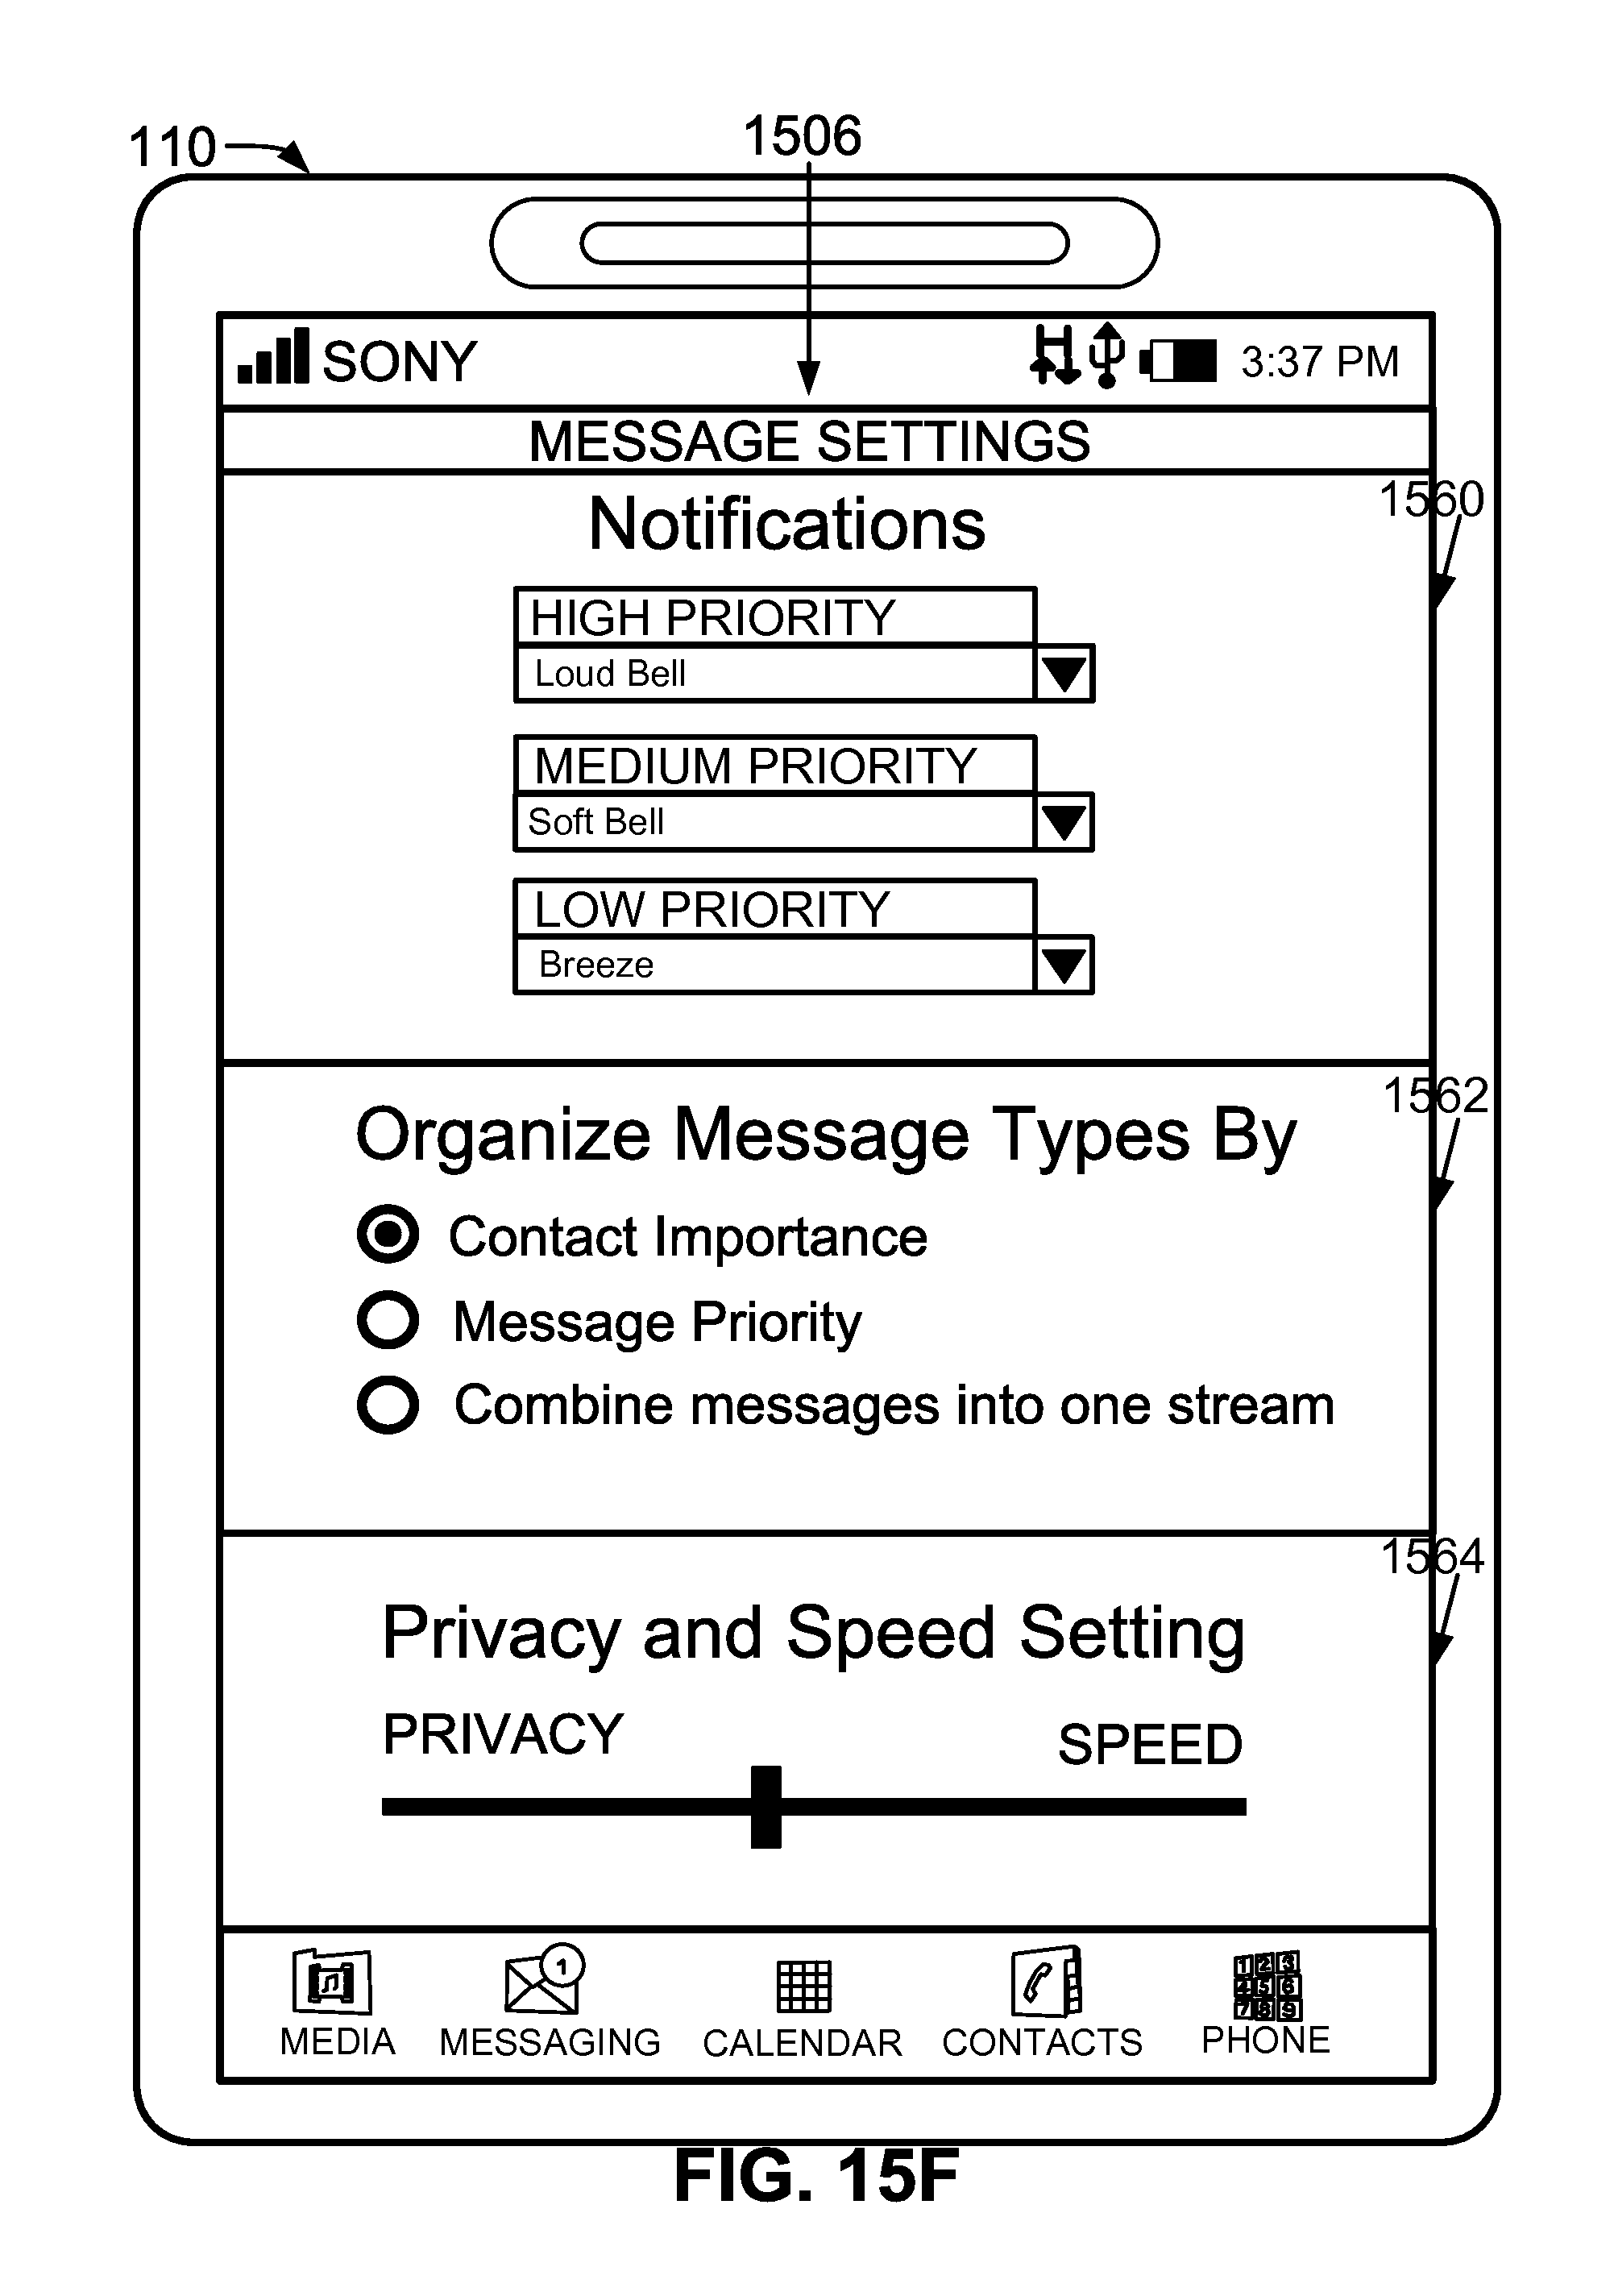 110
1506
SONY 3:37 PM
MESSAGE SETTINGS
1560
Notifications
HIGH PRIORITY
Loud Bell
MEDIUM PRIORITY
Soft Bell
LOW PRIORITY
Breeze
1562
Organize Message Types By
Contact Importance
Message Priority
Combine messages into one stream
1564
Privacy and Speed Setting
PRIVACY SPEED
1
1 2 3
4 5 6
7 8 9
MEDIA MESSAGING CALENDAR CONTACTS PHONE
FIG. 15F